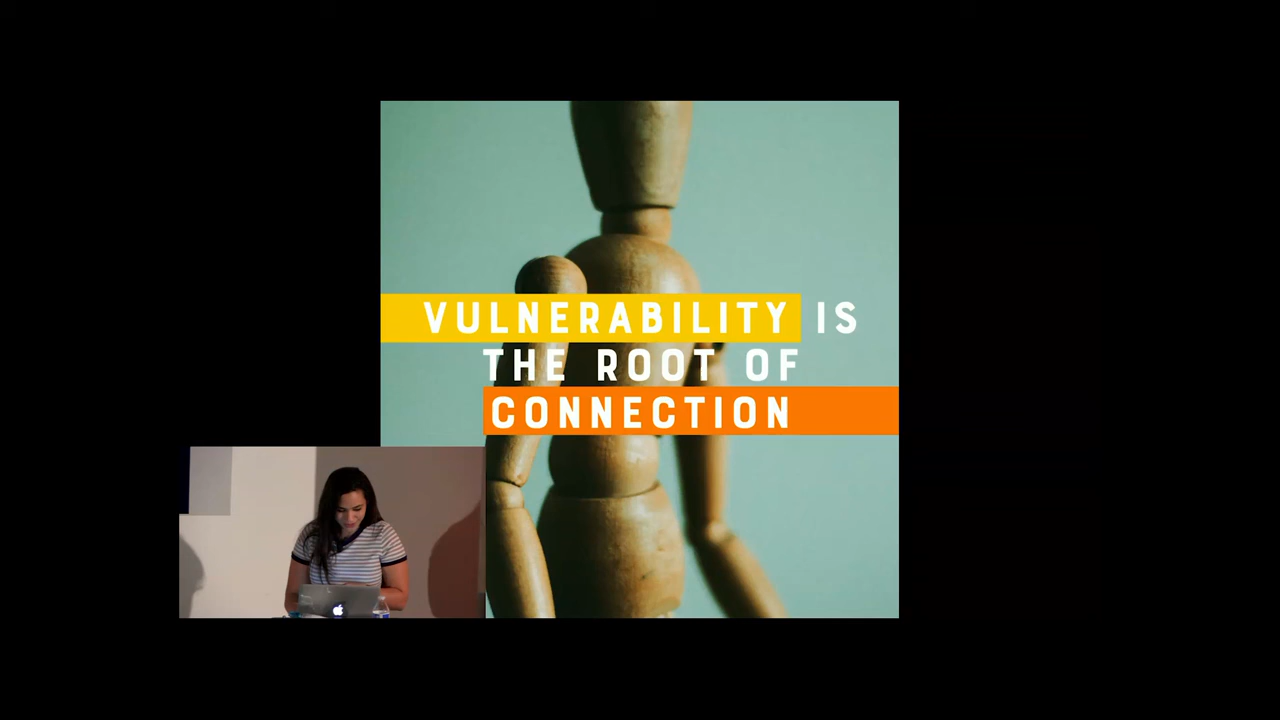 VULNERABILITY IS
THE ROOT OF
CONNECTION